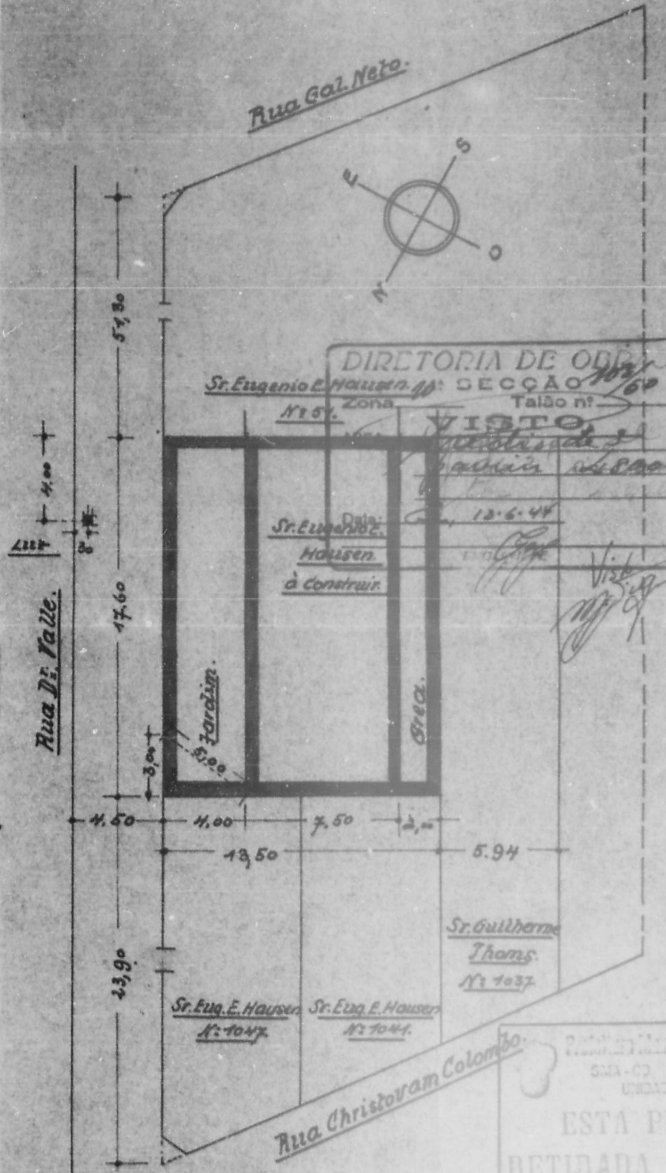 Rua Gal. Neto.
S
E
O
N
51,30
DIRETORIA DE
SECÇÃO
Zona
Talão nº
VISTO
Sr. Eugenio E. Hausen
Nº 51.
4.00
Data:
13-6-44
Sr. Eugenio E.
Hausen.
à Construir.
Visto
17.60
Rua Dr. Valle.
Jardim.
Area.
3,00
5,00
4.50
4.00
7.50
2,00
13,50
5.94
23,90
Sr. Guilherme
Thoms.
Nº 1037
Sr. Eug. E. Hausen
Nº 1047.
Sr. Eug. E. Hausen
Nº 1041.
Rua Christovam Colombo
ESTA P
RETIRADA